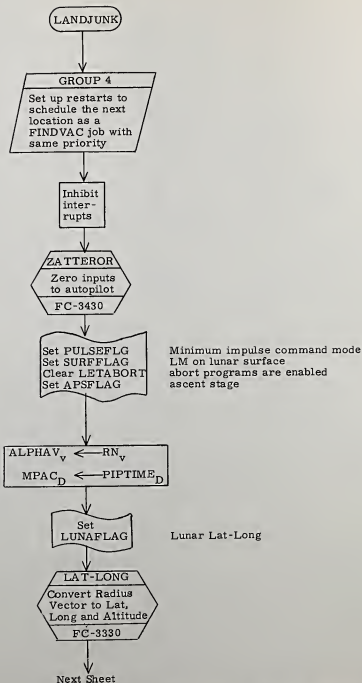 LANDJUNK
GROUP 4
Set up restarts to
schedule the next
location as a
FINDVAC job with
same priority
Inhibit
inter-
rupts
ZATTEROR
Zero inputs
to autopilot
FC-3430
Set PULSEFLG
Set SURFFLAG
Clear LETABORT
Set APSFLAG
Minimum impulse command mode
LM on lunar surface
abort programs are enabled
ascent stage
ALPHAV_V ← RN_V
MPAC_D ← PIPTIME_D
Set
LUNAFLAG
Lunar Lat-Long
LAT-LONG
Convert Radius
Vector to Lat,
Long and Altitude
FC-3330
Next Sheet